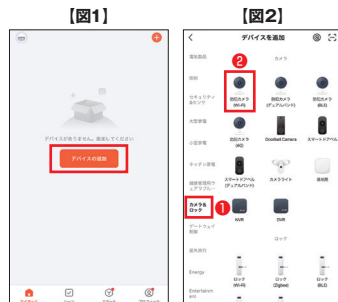 【図1】
デバイスがありません。追加してください
デバイスの追加
【図2】
デバイスを追加
電気製品
照明
セキュリティ
&センサ
大型家電
小型家電
キッチン家電
健康管理用ウ
ェアラブル…
カメラ&
ロック
ゲートウェイ
制御
屋外旅行
Energy
Entertainm
ent
カメラ
2
防犯カメラ
(Wi-Fi)
防犯カメラ
(デュアルバンド)
防犯カメラ
(BLE)
防犯カメラ
(4G)
Doorbell Camera
スマートドアベル
スマートドアベル
(デュアルバンド)
カメラライト
1
NVR
DVR
ロック
ロック
(Wi-Fi)
ロック
(Zigbee)
ロック
(BLE)